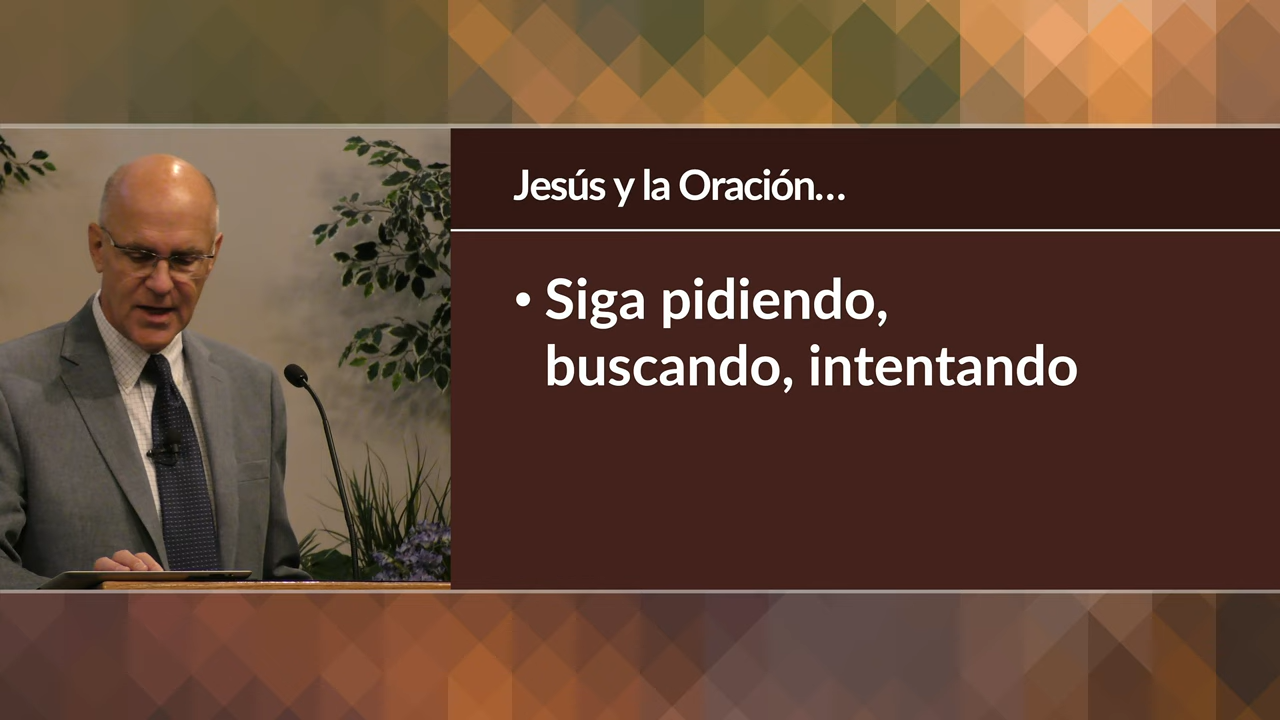 Jesús y la Oración...
• Siga pidiendo,
buscando, intentando